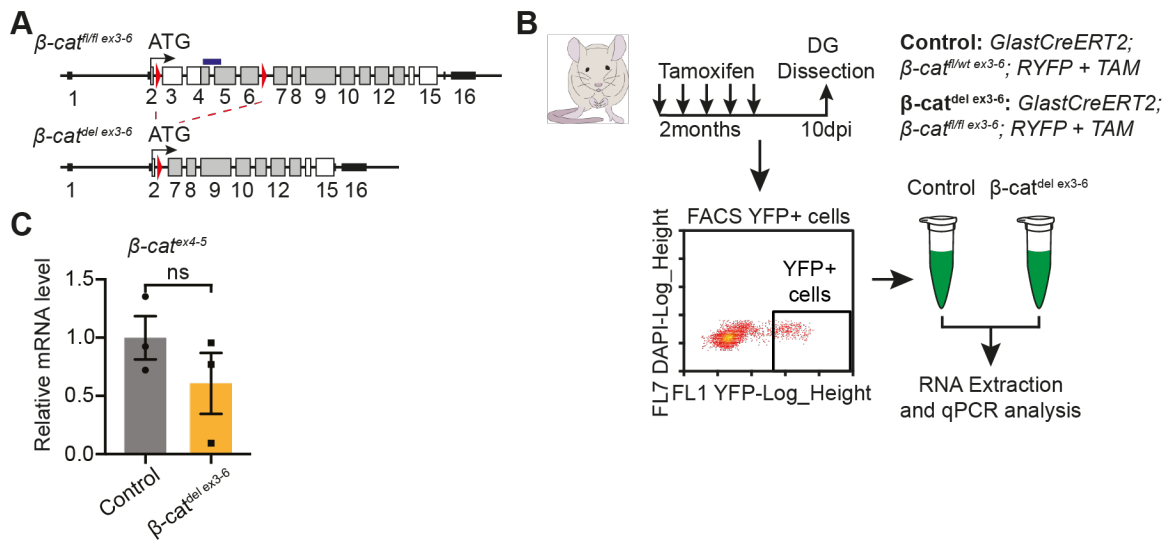 A
β-cat^fl/fl ex3-6
ATG
1 2 3 4 5 6 7 8 9 10 12 15 16
β-cat^del ex3-6
ATG
1 2 7 8 9 10 12 15 16
B
Tamoxifen
DG
Dissection
2months
10dpi
Control: GlastCreERT2;
β-cat^fl/wt ex3-6; RYFP + TAM
β-cat^del ex3-6: GlastCreERT2;
β-cat^fl/fl ex3-6; RYFP + TAM
FACS YFP+ cells
YFP+
cells
FL7 DAPI-Log_Height
FL1 YFP-Log_Height
Control
β-cat^del ex3-6
RNA Extraction
and qPCR analysis
C
β-cat^ex4-5
ns
Relative mRNA level
1.5
1.0
0.5
0.0
Control
β-cat^del ex3-6